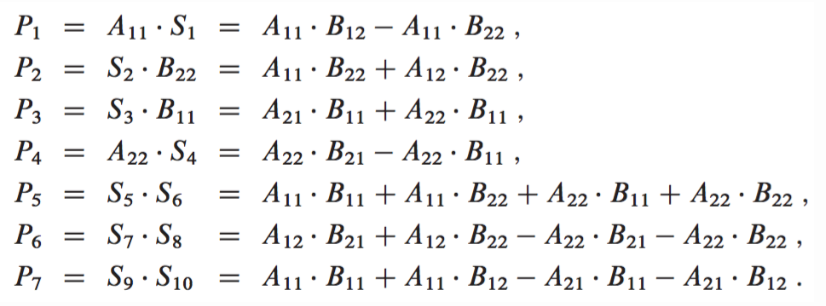 P₁ = A₁₁ · S₁ = A₁₁ · B₁₂ − A₁₁ · B₂₂ ,
P₂ = S₂ · B₂₂ = A₁₁ · B₂₂ + A₁₂ · B₂₂ ,
P₃ = S₃ · B₁₁ = A₂₁ · B₁₁ + A₂₂ · B₁₁ ,
P₄ = A₂₂ · S₄ = A₂₂ · B₂₁ − A₂₂ · B₁₁ ,
P₅ = S₅ · S₆ = A₁₁ · B₁₁ + A₁₁ · B₂₂ + A₂₂ · B₁₁ + A₂₂ · B₂₂ ,
P₆ = S₇ · S₈ = A₁₂ · B₂₁ + A₁₂ · B₂₂ − A₂₂ · B₂₁ − A₂₂ · B₂₂ ,
P₇ = S₉ · S₁₀ = A₁₁ · B₁₁ + A₁₁ · B₁₂ − A₂₁ · B₁₁ − A₂₁ · B₁₂ .